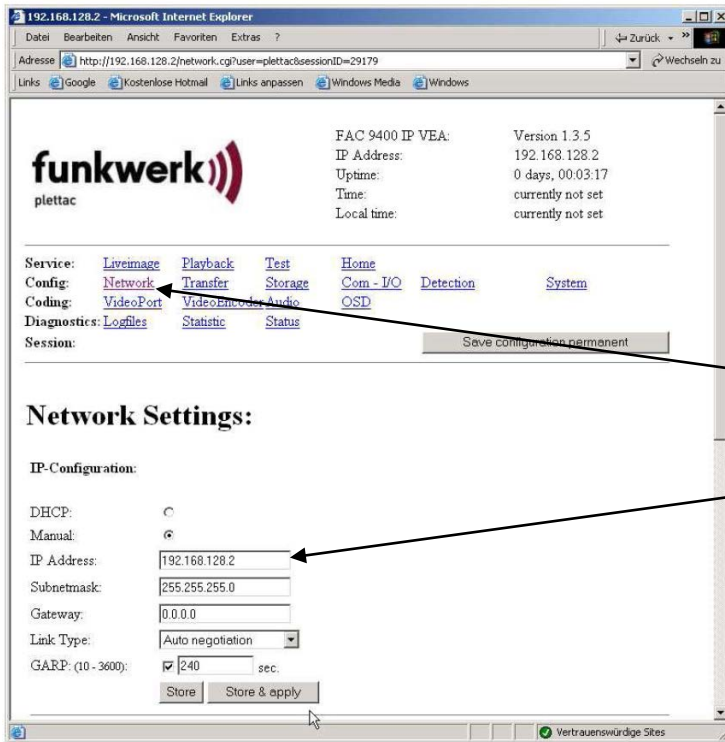 192.168.128.2 - Microsoft Internet Explorer
Datei Bearbeiten Ansicht Favoriten Extras ?
Zurück »
Adresse http://192.168.128.2/network.cgi?user=plettac&sessionID=29179 Wechseln zu
Links Google Kostenlose Hotmail Links anpassen Windows Media Windows
funkwerk
plettac
FAC 9400 IP VEA: Version 1.3.5
IP Address: 192.168.128.2
Uptime: 0 days, 00:03:17
Time: currently not set
Local time: currently not set
Service: Liveimage Playback Test Home
Config: Network Transfer Storage Com - I/O Detection System
Coding: VideoPort VideoEncoder Audio OSD
Diagnostics: Logfiles Statistic Status
Session: Save configuration permanent
Network Settings:
IP-Configuration:
DHCP:
Manual:
IP Address: 192.168.128.2
Subnetmask: 255.255.255.0
Gateway: 0.0.0.0
Link Type: Auto negotiation
GARP: (10 - 3600): 240 sec.
Store Store & apply
Vertrauenswürdige Sites